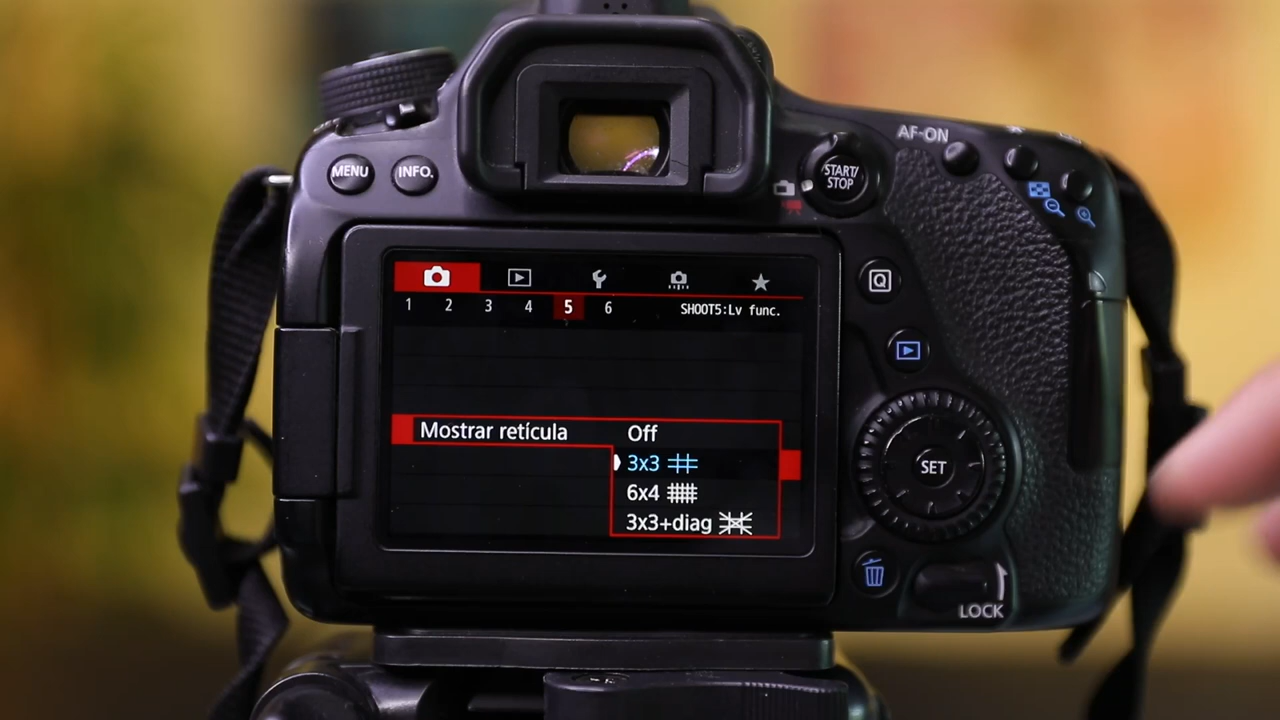 AF-ON
MENU
INFO.
START/
STOP
Q
1 2 3 4 5 6 SHOOT5:Lv func.
Mostrar retícula
Off
3x3
6x4
3x3+diag
SET
LOCK